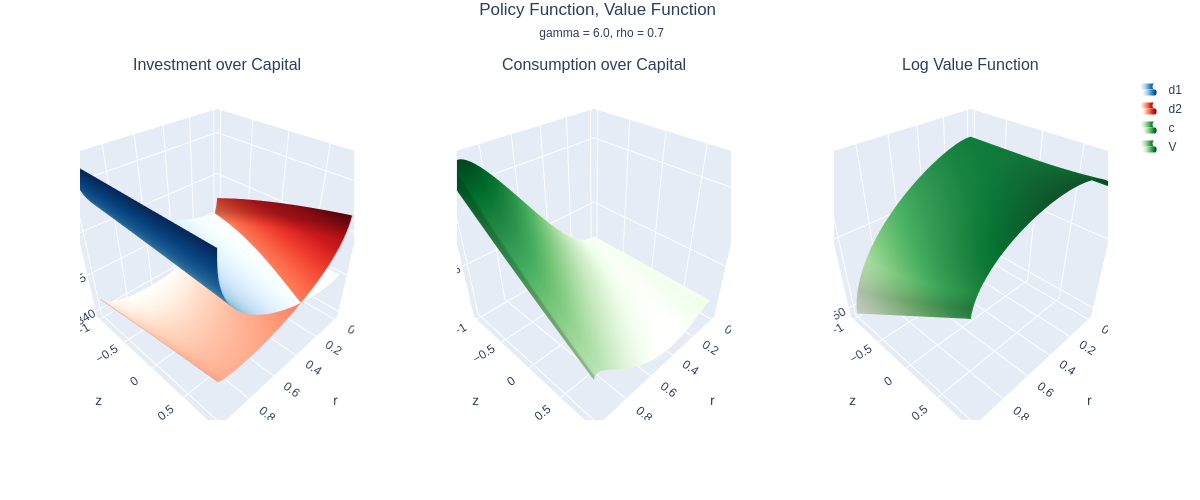 Policy Function, Value Function
gamma = 6.0, rho = 0.7
Investment over Capital
Consumption over Capital
Log Value Function
d1
d2
c
V
5
40
−1
−0.5
0
0.5
z
0
0.2
0.4
0.6
0.8
r
−1
−0.5
0
0.5
z
0
0.2
0.4
0.6
0.8
r
50
−1
−0.5
0
0.5
z
0
0.2
0.4
0.6
0.8
r